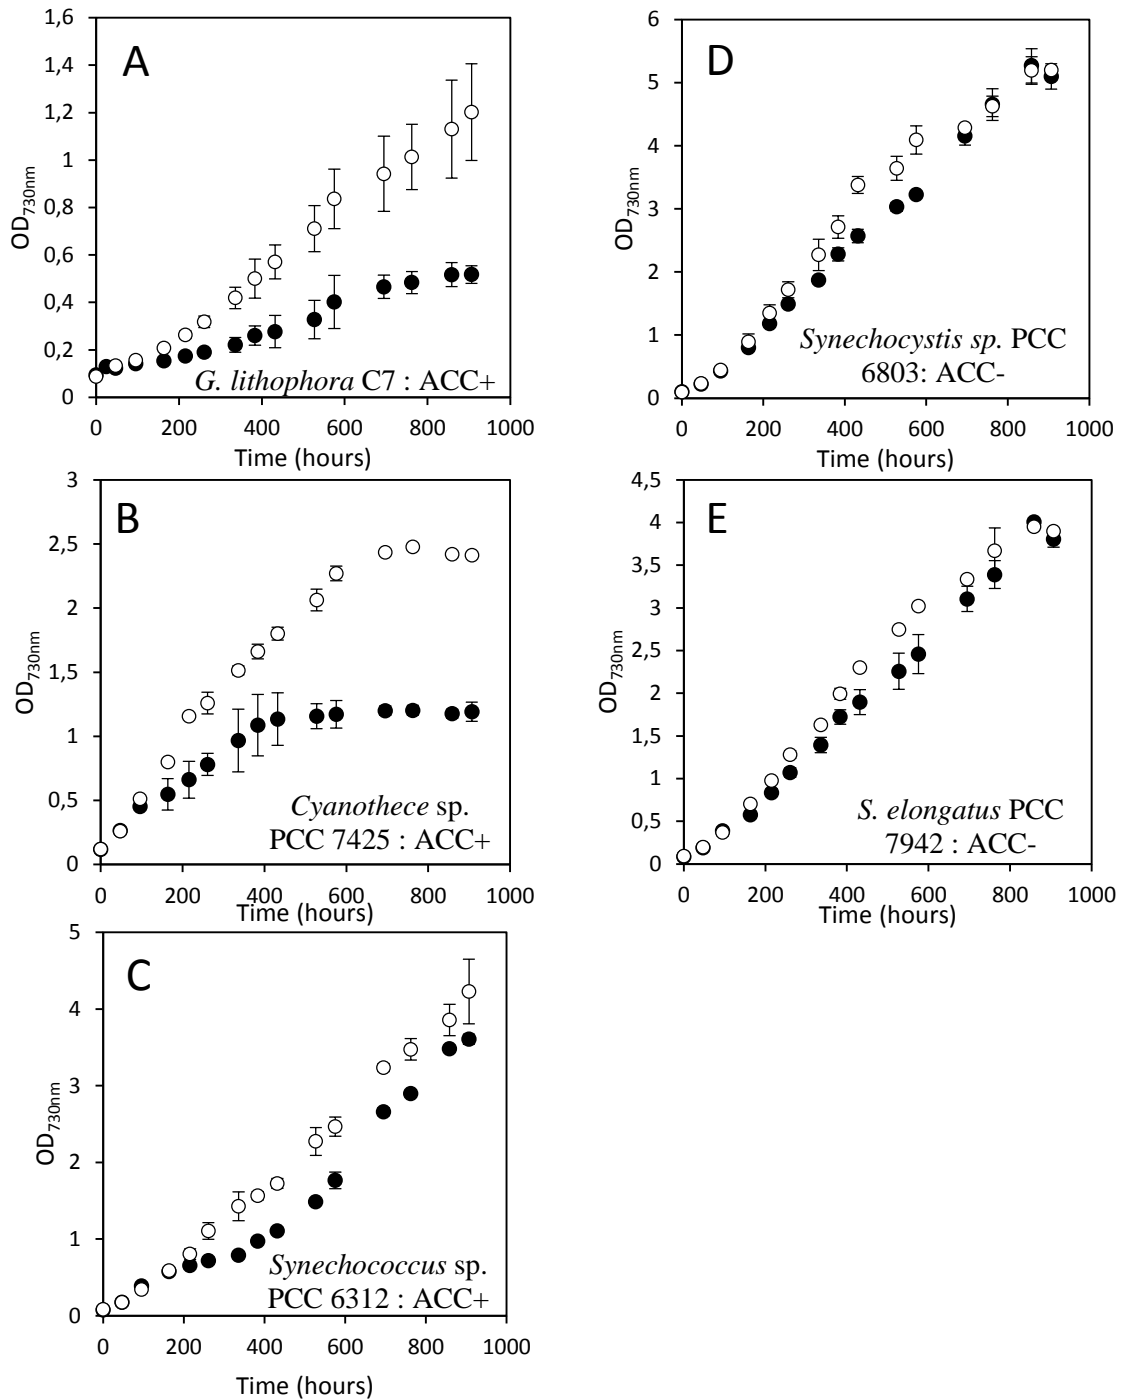 A
1,6
1,4
1,2
1
0,8
0,6
0,4
0,2
0
OD730nm
G. lithophora C7 : ACC+
0 200 400 600 800 1000
Time (hours)
D
6
5
4
3
2
1
0
OD730nm
Synechocystis sp. PCC
6803: ACC-
0 200 400 600 800 1000
Time (hours)
B
3
2,5
2
1,5
1
0,5
0
OD730nm
Cyanothece sp.
PCC 7425 : ACC+
0 200 400 600 800 1000
Time (hours)
E
4,5
4
3,5
3
2,5
2
1,5
1
0,5
0
OD730nm
S. elongatus PCC
7942 : ACC-
0 200 400 600 800 1000
Time (hours)
C
5
4
3
2
1
0
OD730nm
Synechococcus sp.
PCC 6312 : ACC+
0 200 400 600 800 1000
Time (hours)